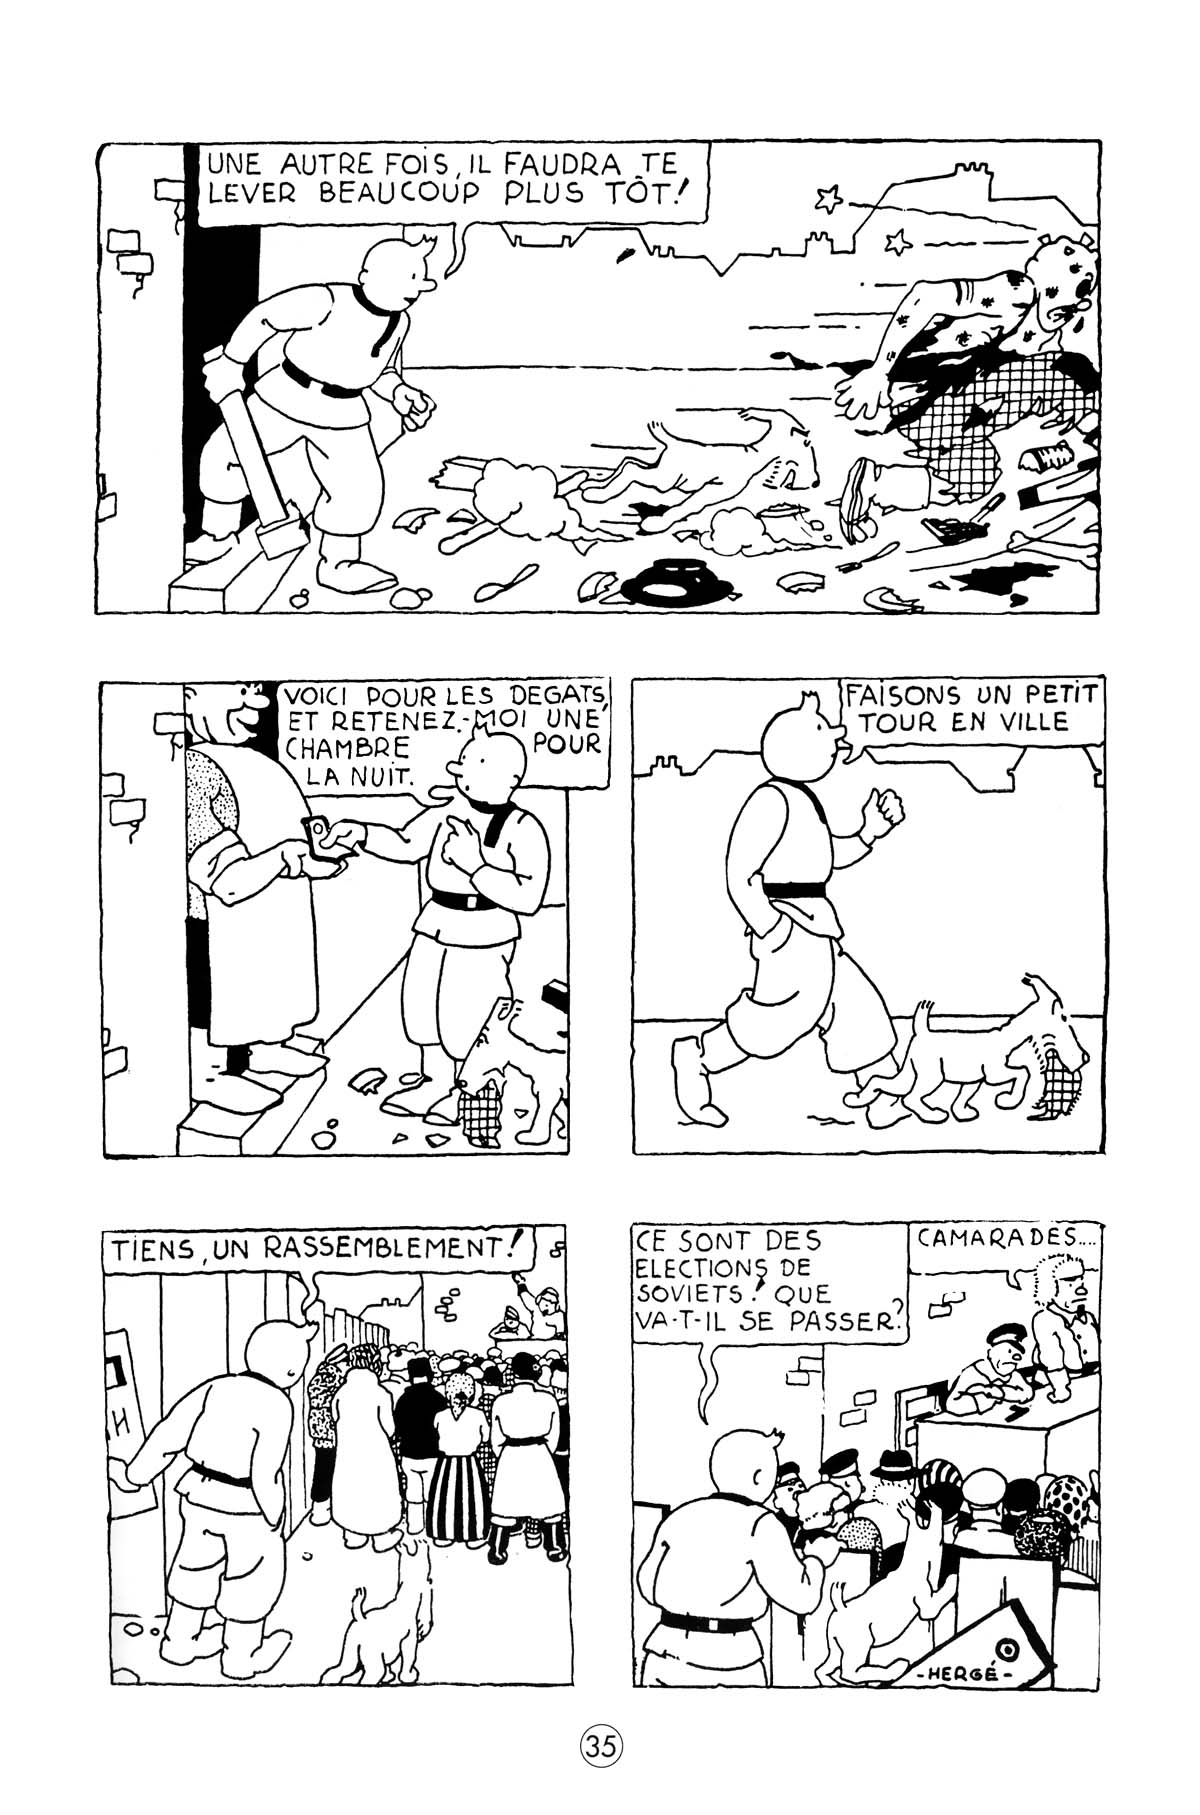 UNE AUTRE FOIS, IL FAUDRA TE
LEVER BEAUCOUP PLUS TÔT!
VOICI POUR LES DEGATS,
ET RETENEZ-MOI UNE
CHAMBRE POUR
LA NUIT.
FAISONS UN PETIT
TOUR EN VILLE
TIENS, UN RASSEMBLEMENT!
H
CE SONT DES
ELECTIONS DE
SOVIETS! QUE
VA-T-IL SE PASSER?
CAMARADES....
-HERGÉ-
35